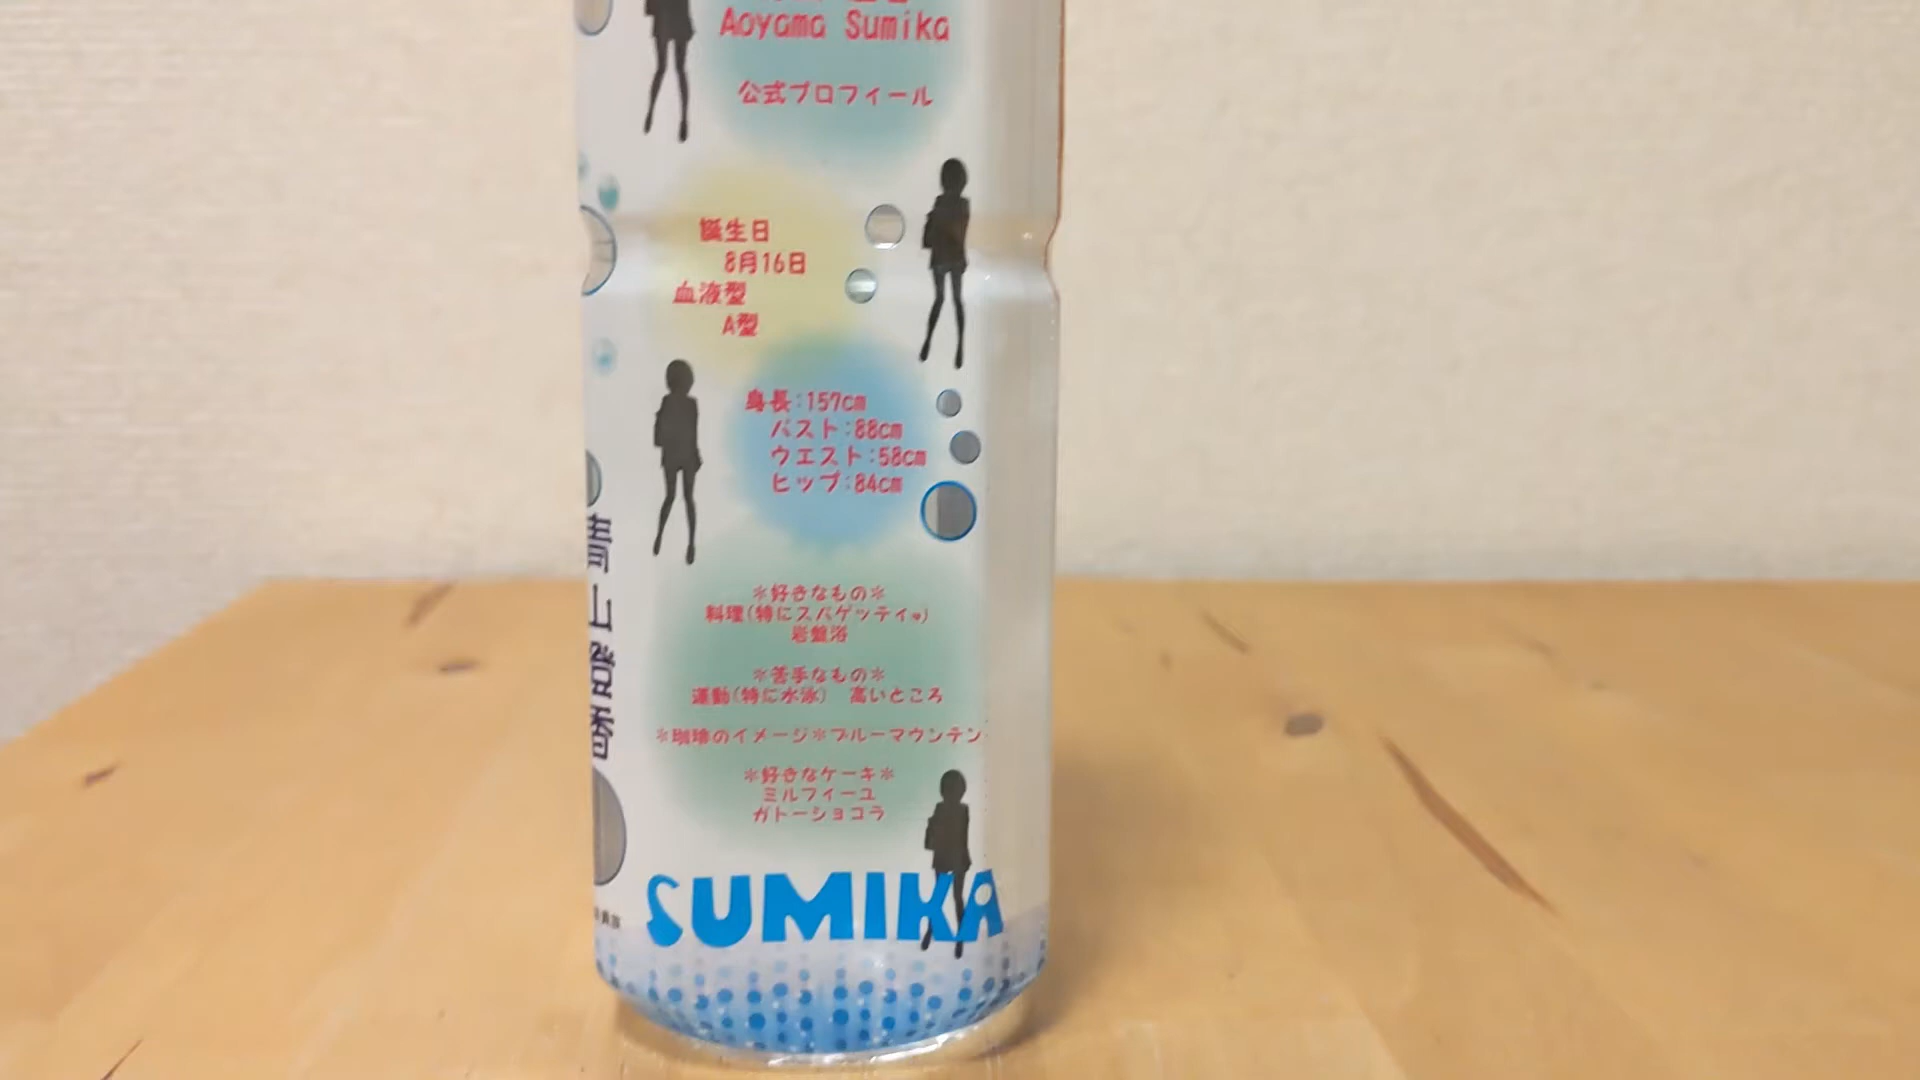 Aoyama Sumika
公式プロフィール
誕生日
8月16日
血液型
A型
身長:157cm
バスト:88cm
ウエスト:58cm
ヒップ:84cm
*好きなもの*
料理(特にスパゲッティ♥)
岩盤浴
*苦手なもの*
運動(特に水泳) 高いところ
*珈琲のイメージ*ブルーマウンテン
*好きなケーキ*
ミルフィーユ
ガトーショコラ
SUMIKA
青山澄香